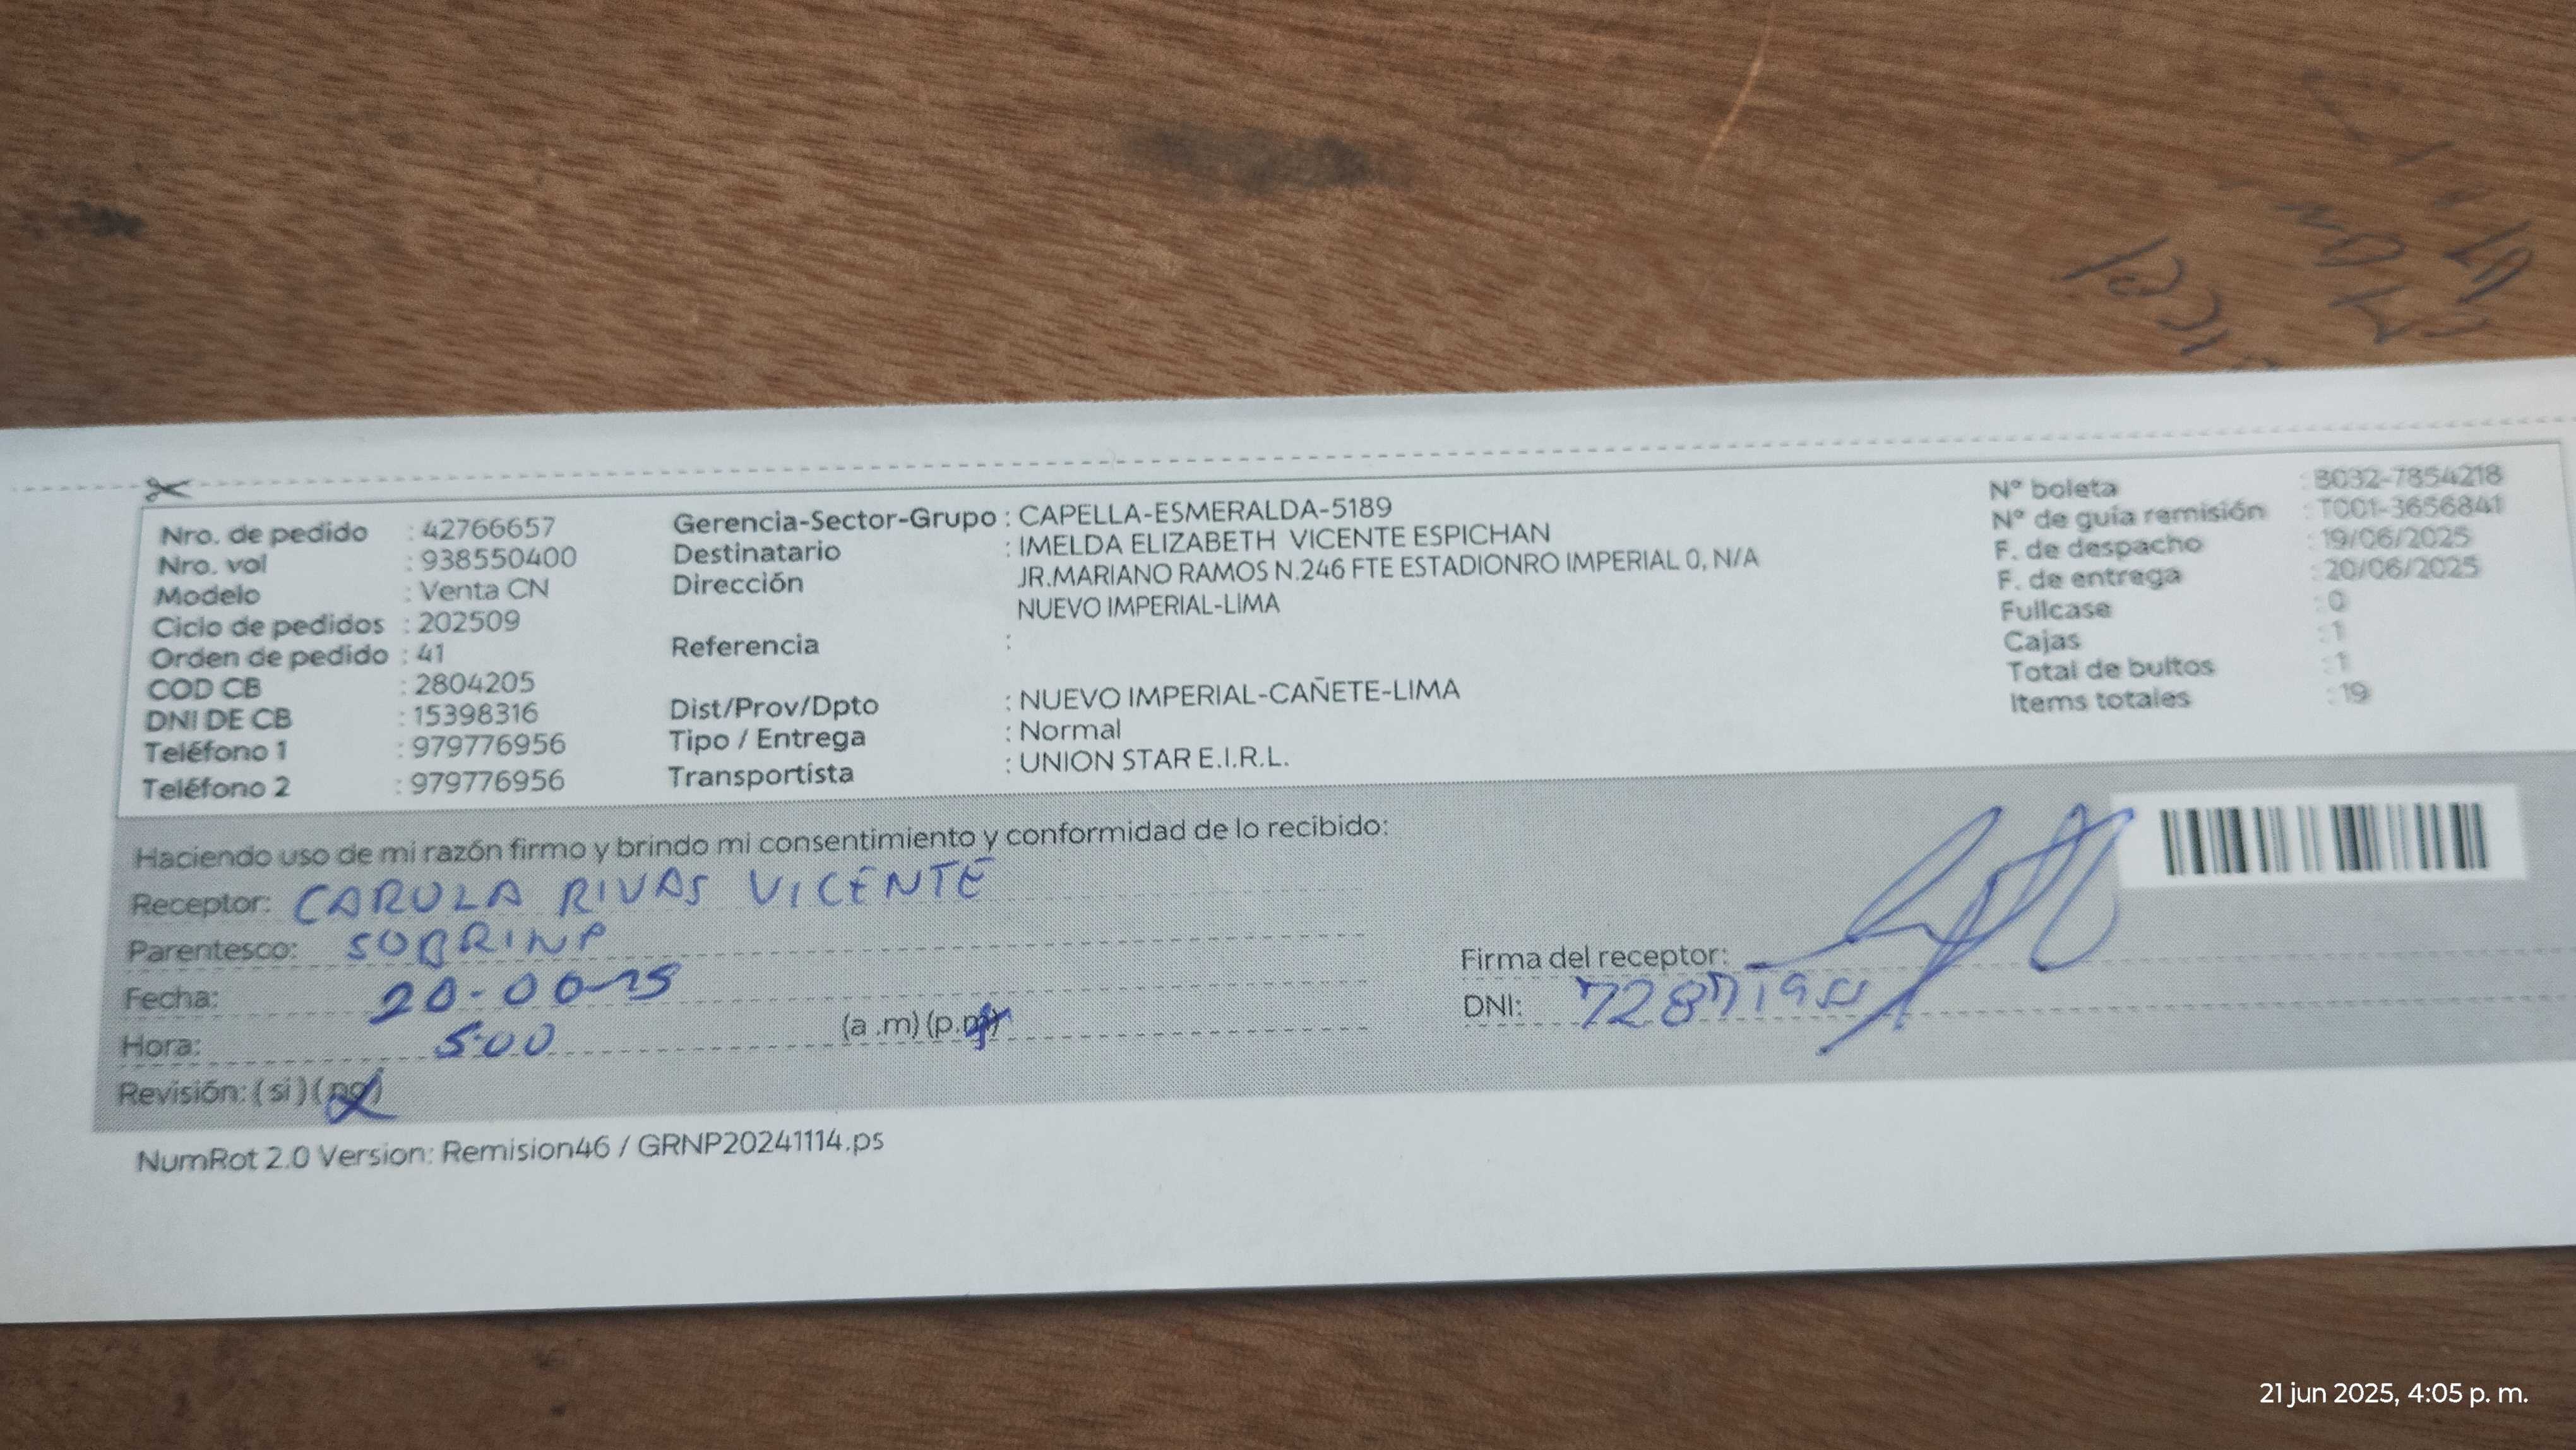 Nro. de pedido : 42766657
Nro. vol : 938550400
Modelo : Venta CN
Ciclo de pedidos : 202509
Orden de pedido : 41
COD CB : 2804205
DNI DE CB : 15398316
Teléfono 1 : 979776956
Teléfono 2 : 979776956
Gerencia-Sector-Grupo : CAPELLA-ESMERALDA-5189
Destinatario : IMELDA ELIZABETH VICENTE ESPICHAN
Dirección JR.MARIANO RAMOS N.246 FTE ESTADIONRO IMPERIAL 0, N/A
NUEVO IMPERIAL-LIMA
Referencia :
Dist/Prov/Dpto : NUEVO IMPERIAL-CAÑETE-LIMA
Tipo / Entrega : Normal
Transportista : UNION STAR E.I.R.L.
N° boleta : B032-7854218
N° de guía remisión : T001-3656841
F. de despacho : 19/06/2025
F. de entrega : 20/06/2025
Fullcase : 0
Cajas : 1
Total de bultos : 1
Items totales : 19
Haciendo uso de mi razón firmo y brindo mi consentimiento y conformidad de lo recibido:
Receptor: CAROLA RIVAS VICENTE
Parentesco: SOBRINA
Fecha:
Hora: 5:00 (a .m) (p.m)
Revisión: ( si ) ( no )
Firma del receptor:
DNI:
NumRot 2.0 Version: Remision46 / GRNP20241114.ps
21 jun 2025, 4:05 p. m.